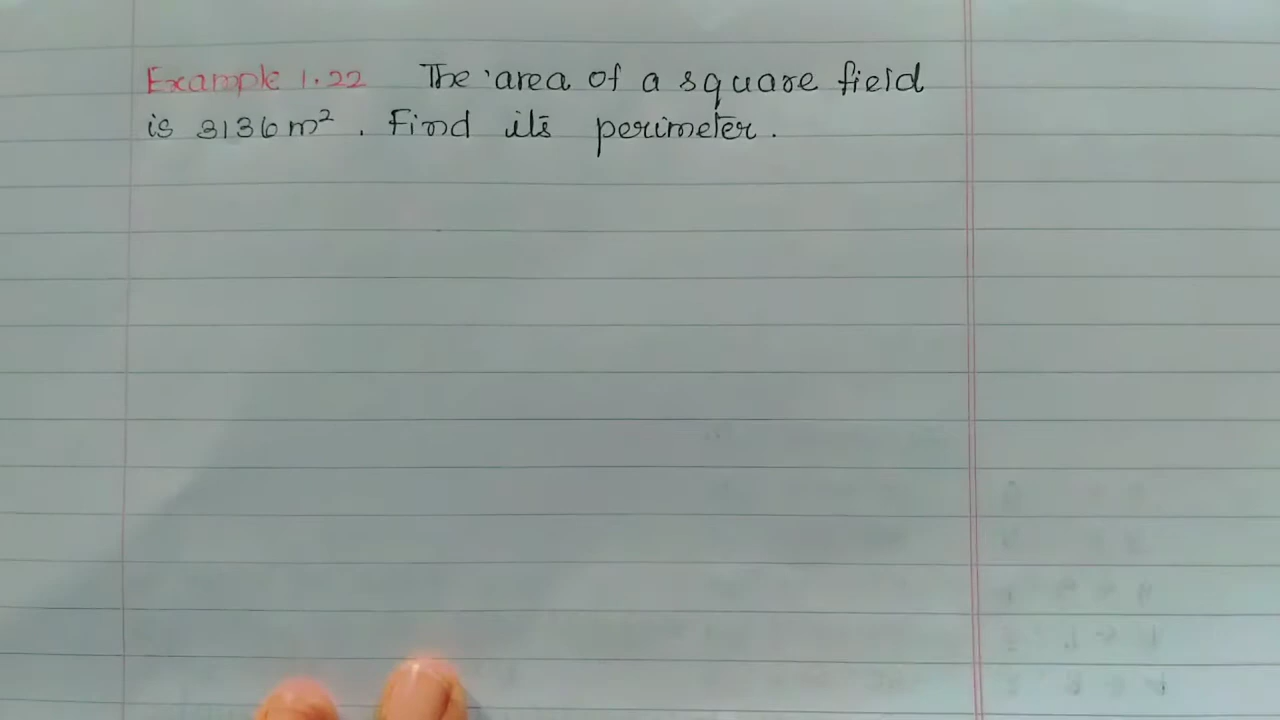 Example 1.22 The area of a square field
is 3136 m². Find its perimeter.